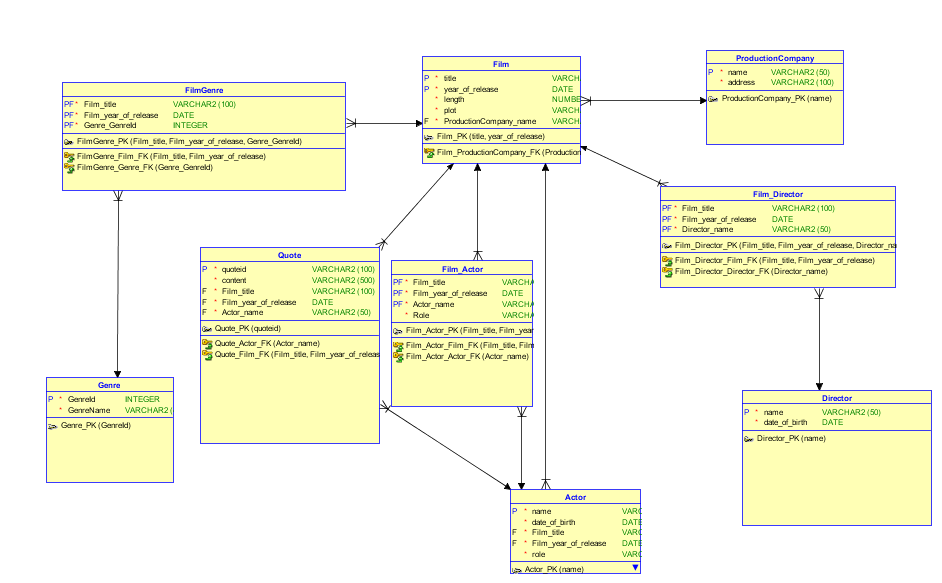 FilmGenre
PF * Film_title VARCHAR2 (100)
PF * Film_year_of_release DATE
PF * Genre_GenreId INTEGER
FilmGenre_PK (Film_title, Film_year_of_release, Genre_GenreId)
FilmGenre_Film_FK (Film_title, Film_year_of_release)
FilmGenre_Genre_FK (Genre_GenreId)
Film
P * title VARCH
P * year_of_release DATE
* length NUMBE
* plot VARCH
F * ProductionCompany_name VARCH
Film_PK (title, year_of_release)
Film_ProductionCompany_FK (Production
ProductionCompany
P * name VARCHAR2 (50)
* address VARCHAR2 (100)
ProductionCompany_PK (name)
Film_Director
PF * Film_title VARCHAR2 (100)
PF * Film_year_of_release DATE
PF * Director_name VARCHAR2 (50)
Film_Director_PK (Film_title, Film_year_of_release, Director_na
Film_Director_Film_FK (Film_title, Film_year_of_release)
Film_Director_Director_FK (Director_name)
Quote
P * quoteid VARCHAR2 (100)
* content VARCHAR2 (500)
F * Film_title VARCHAR2 (100)
F * Film_year_of_release DATE
F * Actor_name VARCHAR2 (50)
Quote_PK (quoteid)
Quote_Actor_FK (Actor_name)
Quote_Film_FK (Film_title, Film_year_of_releas
Film_Actor
PF * Film_title VARCHA
PF * Film_year_of_release DATE
PF * Actor_name VARCHA
* Role VARCHA
Film_Actor_PK (Film_title, Film_year
Film_Actor_Film_FK (Film_title, Film
Film_Actor_Actor_FK (Actor_name)
Genre
P * GenreId INTEGER
* GenreName VARCHAR2 (
Genre_PK (GenreId)
Director
P * name VARCHAR2 (50)
* date_of_birth DATE
Director_PK (name)
Actor
P * name VARC
* date_of_birth DATE
F * Film_title VARC
F * Film_year_of_release DATE
* role VARC
Actor_PK (name)